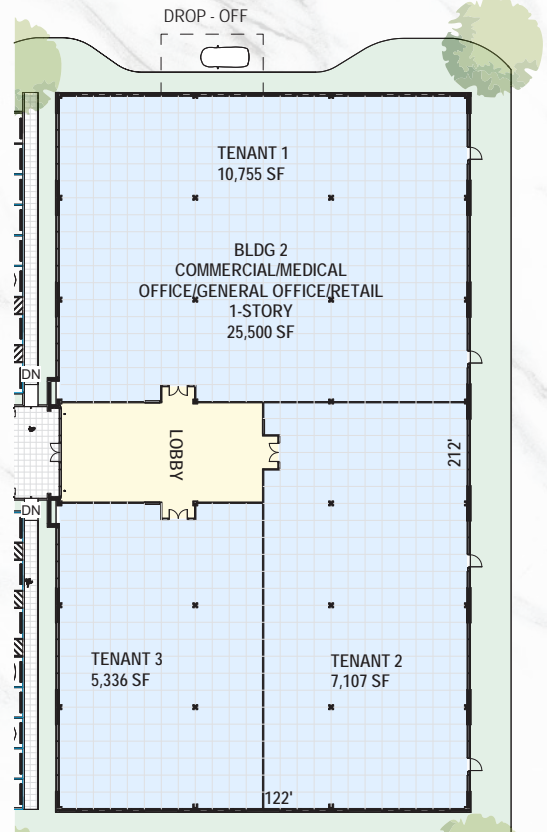 DROP - OFF
TENANT 1
10,755 SF
BLDG 2
COMMERCIAL/MEDICAL
OFFICE/GENERAL OFFICE/RETAIL
1-STORY
25,500 SF
DN
LOBBY
212'
DN
TENANT 3
5,336 SF
TENANT 2
7,107 SF
122'